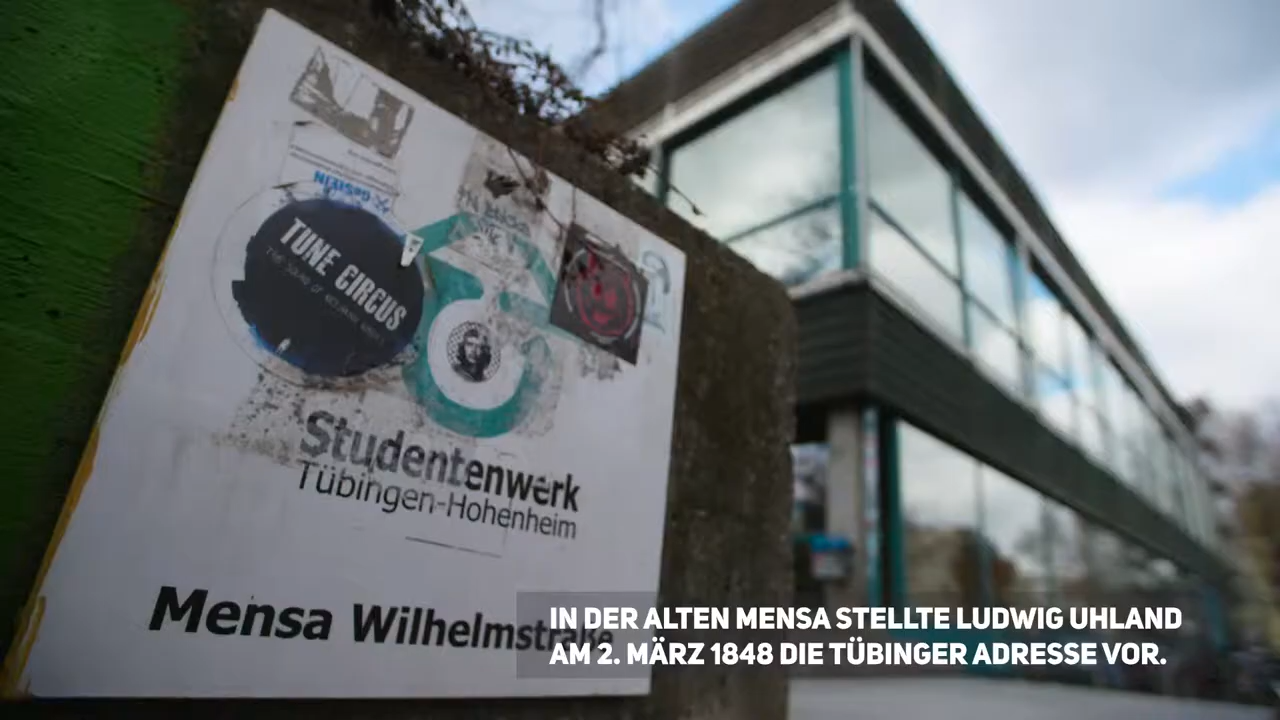 TUNE CIRCUS
Studentenwerk
Tübingen-Hohenheim
Mensa Wilhelmstraße
IN DER ALTEN MENSA STELLTE LUDWIG UHLAND
AM 2. MÄRZ 1848 DIE TÜBINGER ADRESSE VOR.